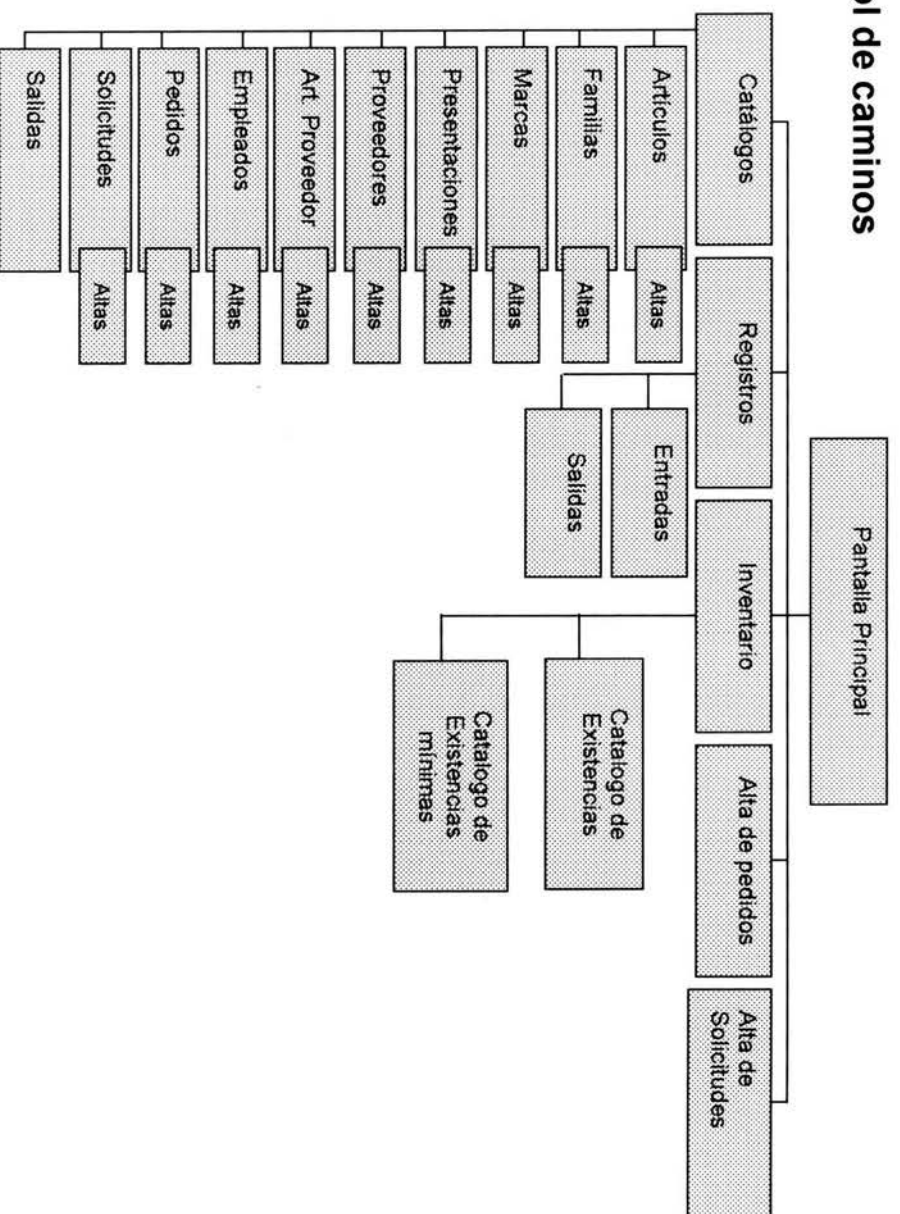 ol de caminos
Pantalla Principal
Catálogos
Registros
Inventario
Alta de pedidos
Alta de
Solicitudes
Artículos
Altas
Familias
Altas
Marcas
Altas
Presentaciones
Altas
Proveedores
Altas
Art. Proveedor
Altas
Empleados
Altas
Pedidos
Altas
Solicitudes
Altas
Salidas
Entradas
Salidas
Catalogo de
Existencias
Catalogo de
Existencias
mínimas